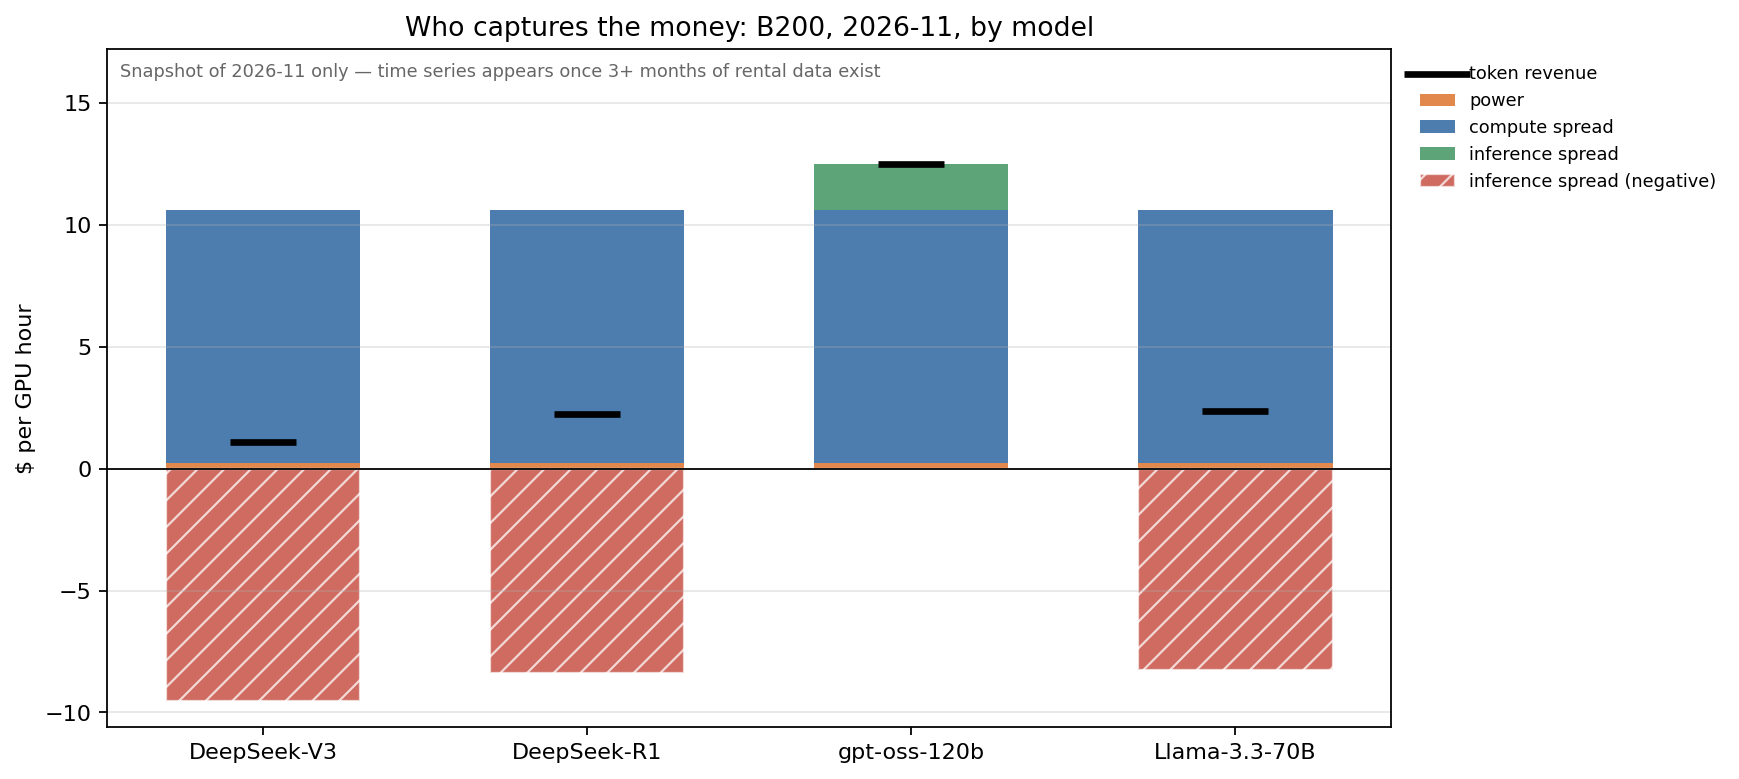 Who captures the money: B200, 2026-11, by model
Snapshot of 2026-11 only — time series appears once 3+ months of rental data exist
token revenue
power
compute spread
inference spread
inference spread (negative)
$ per GPU hour
15
10
5
0
−5
−10
DeepSeek-V3
DeepSeek-R1
gpt-oss-120b
Llama-3.3-70B